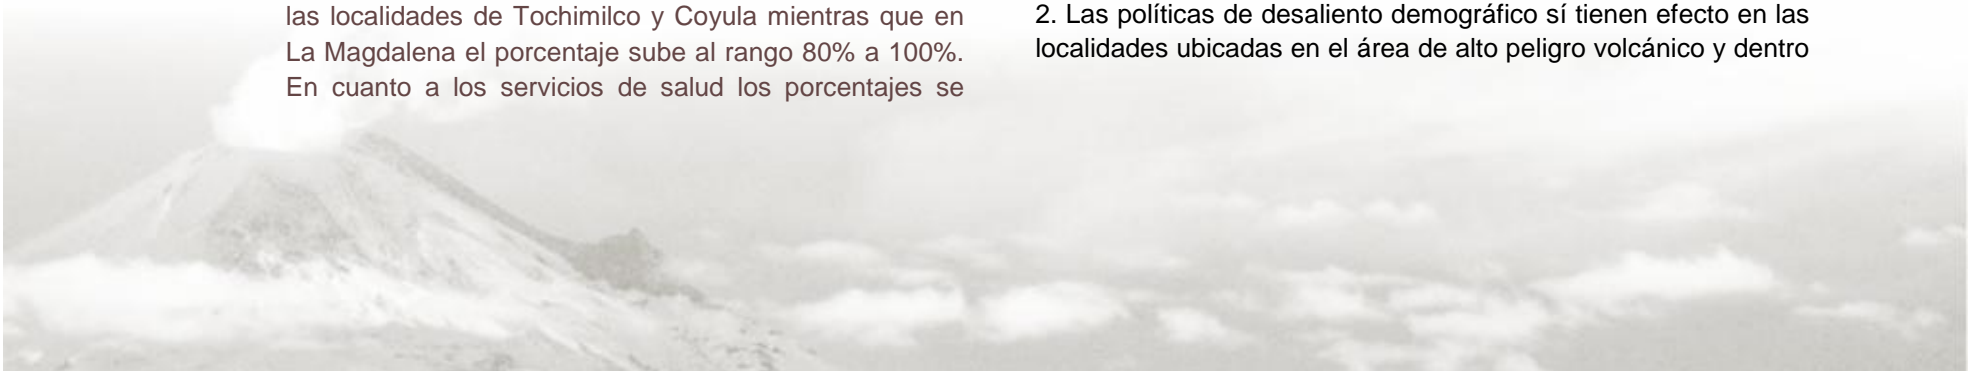 las localidades de Tochimilco y Coyula mientras que en
La Magdalena el porcentaje sube al rango 80% a 100%.
En cuanto a los servicios de salud los porcentajes se
2. Las políticas de desaliento demográfico sí tienen efecto en las
localidades ubicadas en el área de alto peligro volcánico y dentro